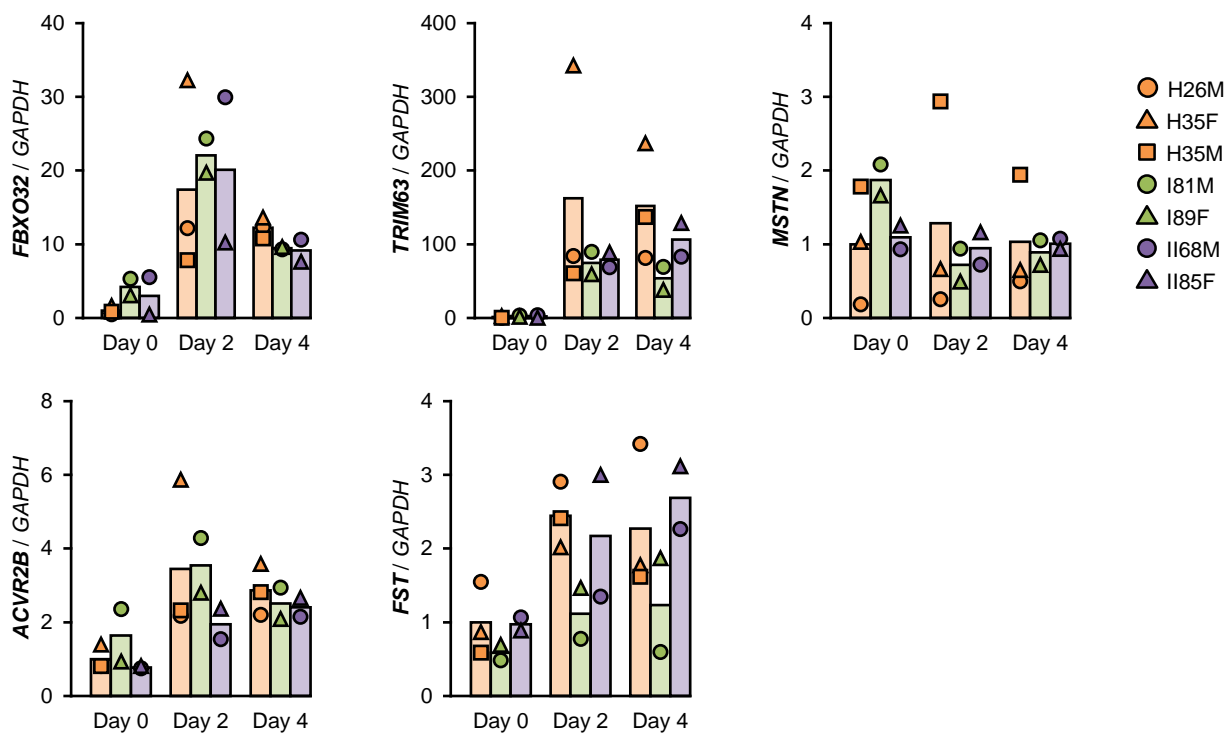 FBXO32 / GAPDH
40
30
20
10
0
Day 0 Day 2 Day 4
TRIM63 / GAPDH
400
300
200
100
0
Day 0 Day 2 Day 4
MSTN / GAPDH
4
3
2
1
0
Day 0 Day 2 Day 4
H26M
H35F
H35M
I81M
I89F
II68M
II85F
ACVR2B / GAPDH
8
6
4
2
0
Day 0 Day 2 Day 4
FST / GAPDH
4
3
2
1
0
Day 0 Day 2 Day 4